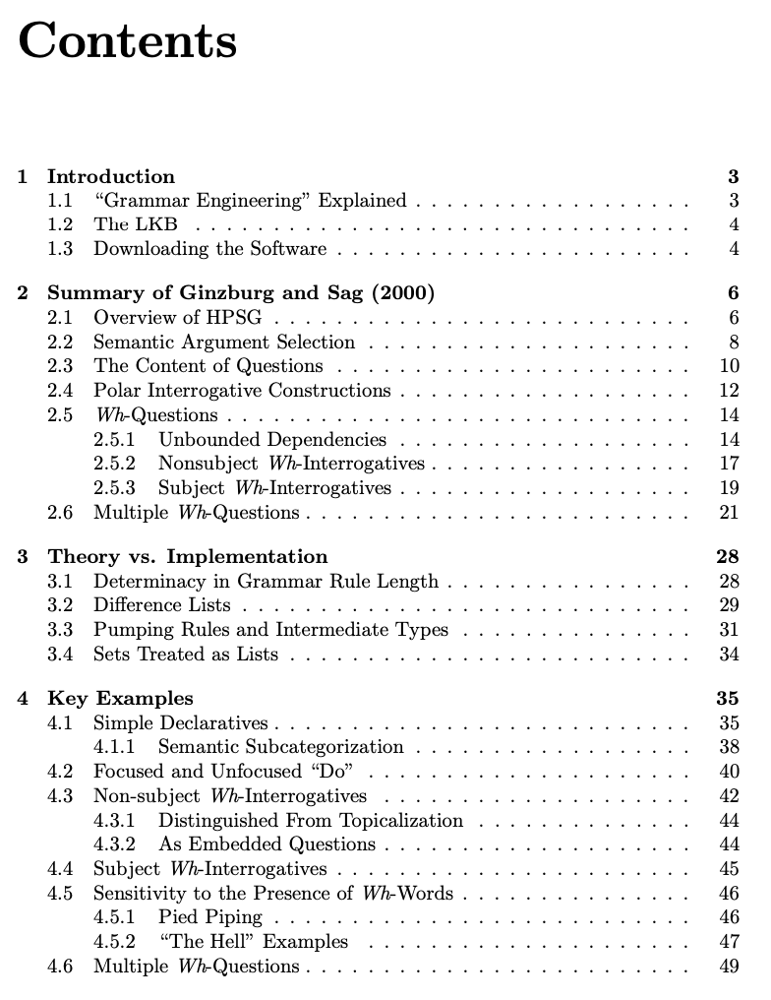 Contents
1 Introduction 3
1.1 “Grammar Engineering” Explained . . . . . . . . . . . . . . . . . . 3
1.2 The LKB . . . . . . . . . . . . . . . . . . . . . . . . . . . . . . . . 4
1.3 Downloading the Software . . . . . . . . . . . . . . . . . . . . . . . 4
2 Summary of Ginzburg and Sag (2000) 6
2.1 Overview of HPSG . . . . . . . . . . . . . . . . . . . . . . . . . . . 6
2.2 Semantic Argument Selection . . . . . . . . . . . . . . . . . . . . . 8
2.3 The Content of Questions . . . . . . . . . . . . . . . . . . . . . . . 10
2.4 Polar Interrogative Constructions . . . . . . . . . . . . . . . . . . . 12
2.5 Wh-Questions . . . . . . . . . . . . . . . . . . . . . . . . . . . . . . 14
2.5.1 Unbounded Dependencies . . . . . . . . . . . . . . . . . . . 14
2.5.2 Nonsubject Wh-Interrogatives . . . . . . . . . . . . . . . . . 17
2.5.3 Subject Wh-Interrogatives . . . . . . . . . . . . . . . . . . . 19
2.6 Multiple Wh-Questions . . . . . . . . . . . . . . . . . . . . . . . . . 21
3 Theory vs. Implementation 28
3.1 Determinacy in Grammar Rule Length . . . . . . . . . . . . . . . . 28
3.2 Difference Lists . . . . . . . . . . . . . . . . . . . . . . . . . . . . . 29
3.3 Pumping Rules and Intermediate Types . . . . . . . . . . . . . . . 31
3.4 Sets Treated as Lists . . . . . . . . . . . . . . . . . . . . . . . . . . 34
4 Key Examples 35
4.1 Simple Declaratives . . . . . . . . . . . . . . . . . . . . . . . . . . . 35
4.1.1 Semantic Subcategorization . . . . . . . . . . . . . . . . . . 38
4.2 Focused and Unfocused “Do” . . . . . . . . . . . . . . . . . . . . . 40
4.3 Non-subject Wh-Interrogatives . . . . . . . . . . . . . . . . . . . . 42
4.3.1 Distinguished From Topicalization . . . . . . . . . . . . . . 44
4.3.2 As Embedded Questions . . . . . . . . . . . . . . . . . . . . 44
4.4 Subject Wh-Interrogatives . . . . . . . . . . . . . . . . . . . . . . . 45
4.5 Sensitivity to the Presence of Wh-Words . . . . . . . . . . . . . . . 46
4.5.1 Pied Piping . . . . . . . . . . . . . . . . . . . . . . . . . . . 46
4.5.2 “The Hell” Examples . . . . . . . . . . . . . . . . . . . . . 47
4.6 Multiple Wh-Questions . . . . . . . . . . . . . . . . . . . . . . . . . 49